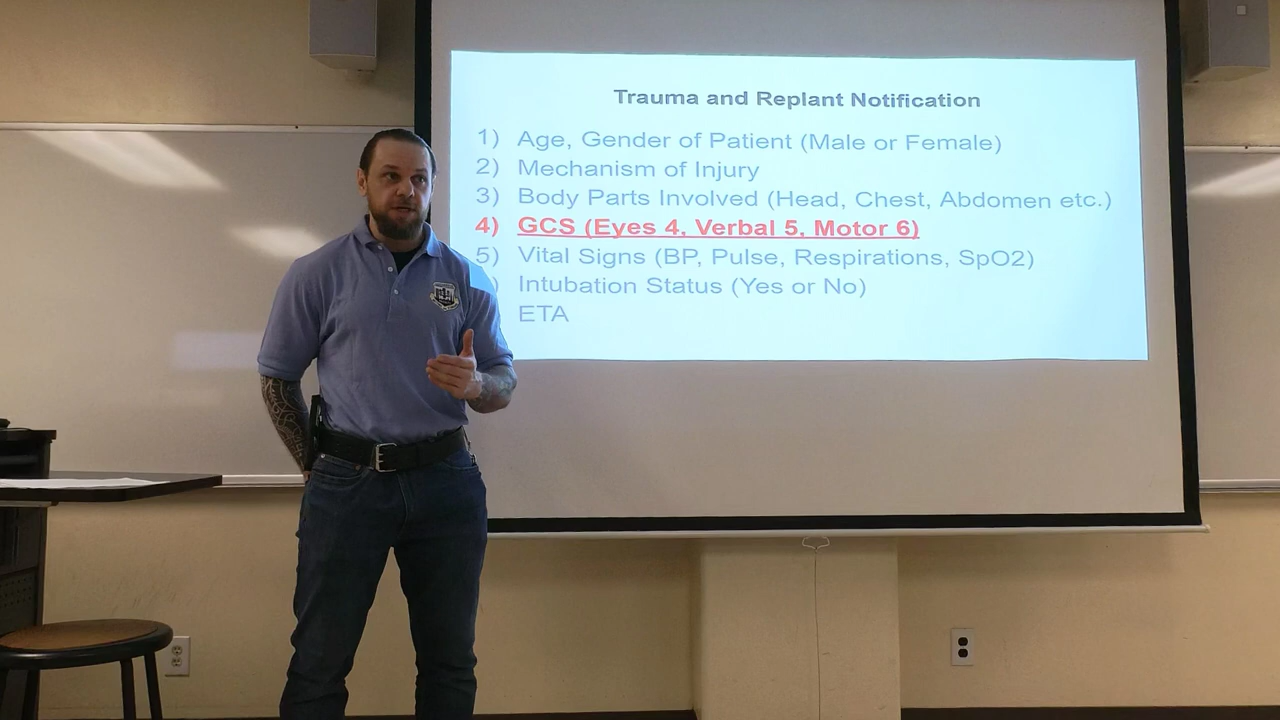 Trauma and Replant Notification
1) Age, Gender of Patient (Male or Female)
2) Mechanism of Injury
3) Body Parts Involved (Head, Chest, Abdomen etc.)
4) GCS (Eyes 4, Verbal 5, Motor 6)
5) Vital Signs (BP, Pulse, Respirations, SpO2)
) Intubation Status (Yes or No)
ETA